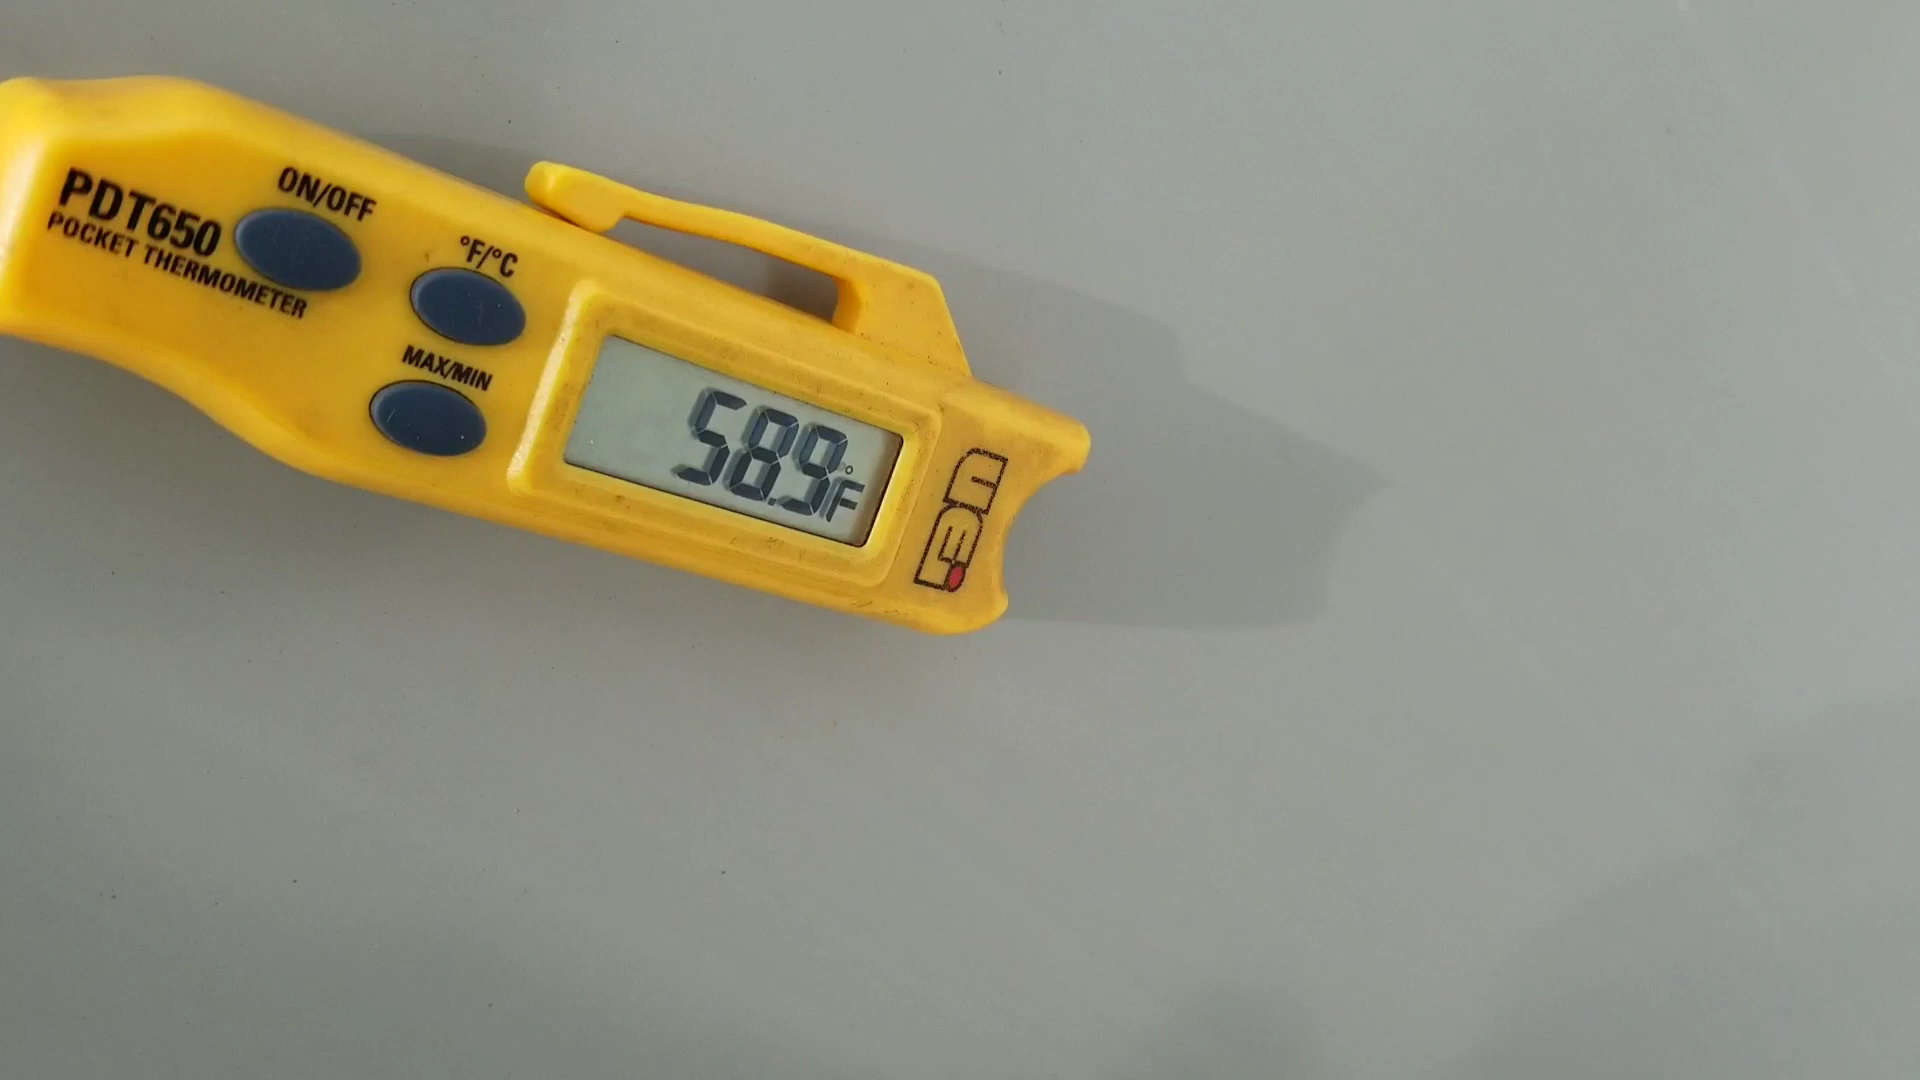 PDT650
POCKET THERMOMETER
ON/OFF
°F/°C
MAX/MIN
58.9°F
UEi